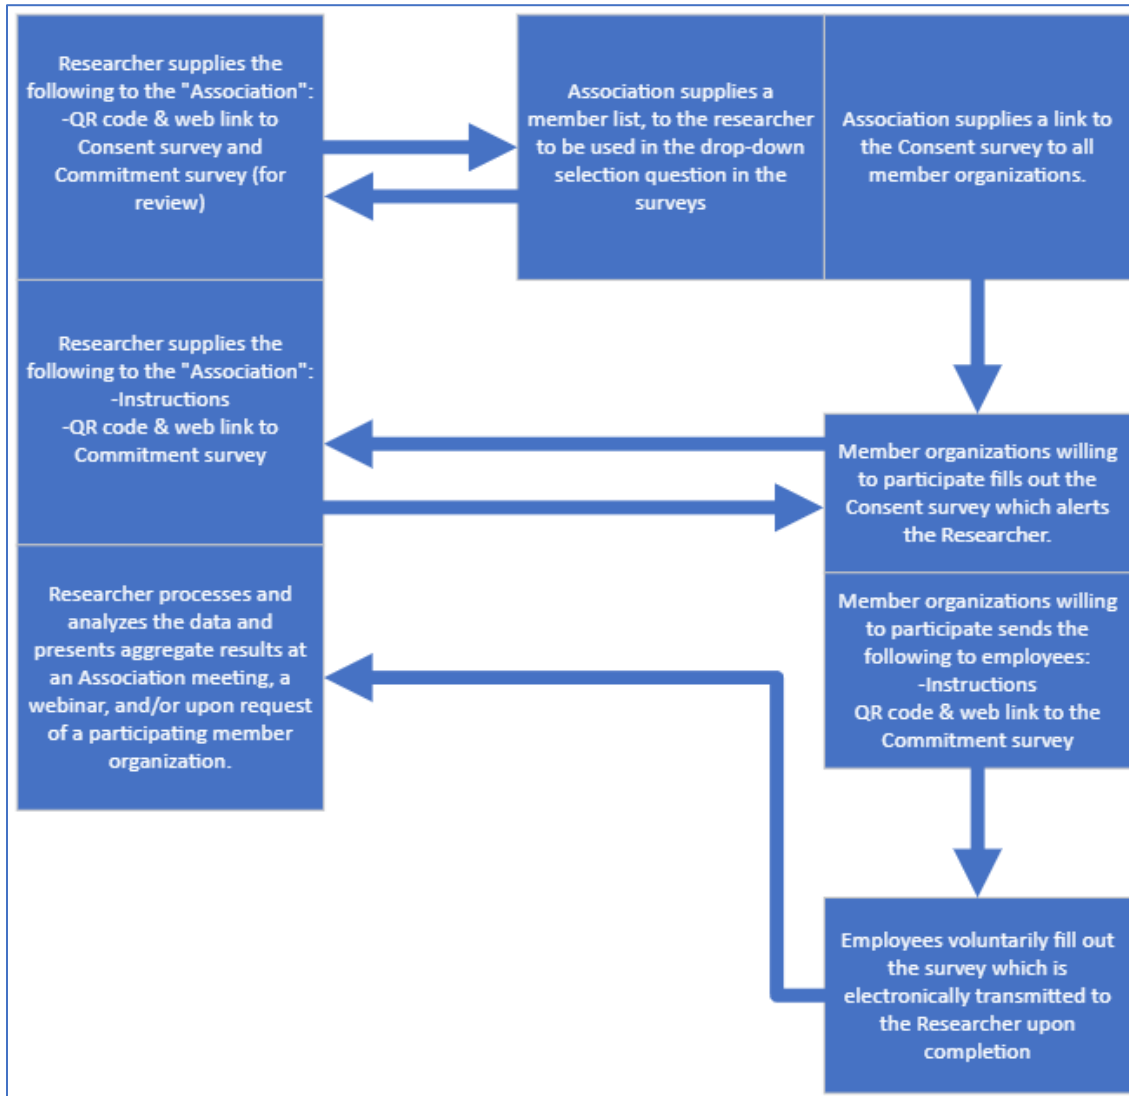 Researcher supplies the
following to the "Association":
-QR code & web link to
Consent survey and
Commitment survey (for
review)
Association supplies a
member list, to the researcher
to be used in the drop-down
selection question in the
surveys
Association supplies a link to
the Consent survey to all
member organizations.
Researcher supplies the
following to the "Association":
-Instructions
-QR code & web link to
Commitment survey
Member organizations willing
to participate fills out the
Consent survey which alerts
the Researcher.
Researcher processes and
analyzes the data and
presents aggregate results at
an Association meeting, a
webinar, and/or upon request
of a participating member
organization.
Member organizations willing
to participate sends the
following to employees:
-Instructions
QR code & web link to the
Commitment survey
Employees voluntarily fill out
the survey which is
electronically transmitted to
the Researcher upon
completion